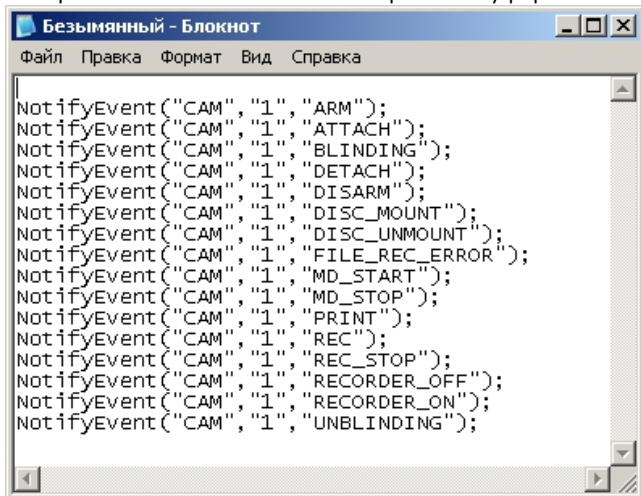 Безымянный - Блокнот
Файл Правка Формат Вид Справка
NotifyEvent("CAM","1","ARM");
NotifyEvent("CAM","1","ATTACH");
NotifyEvent("CAM","1","BLINDING");
NotifyEvent("CAM","1","DETACH");
NotifyEvent("CAM","1","DISARM");
NotifyEvent("CAM","1","DISC_MOUNT");
NotifyEvent("CAM","1","DISC_UNMOUNT");
NotifyEvent("CAM","1","FILE_REC_ERROR");
NotifyEvent("CAM","1","MD_START");
NotifyEvent("CAM","1","MD_STOP");
NotifyEvent("CAM","1","PRINT");
NotifyEvent("CAM","1","REC");
NotifyEvent("CAM","1","REC_STOP");
NotifyEvent("CAM","1","RECORDER_OFF");
NotifyEvent("CAM","1","RECORDER_ON");
NotifyEvent("CAM","1","UNBLINDING");